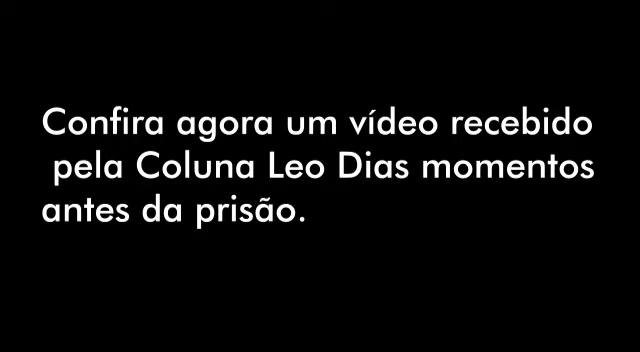 Confira agora um vídeo recebido
pela Coluna Leo Dias momentos
antes da prisão.